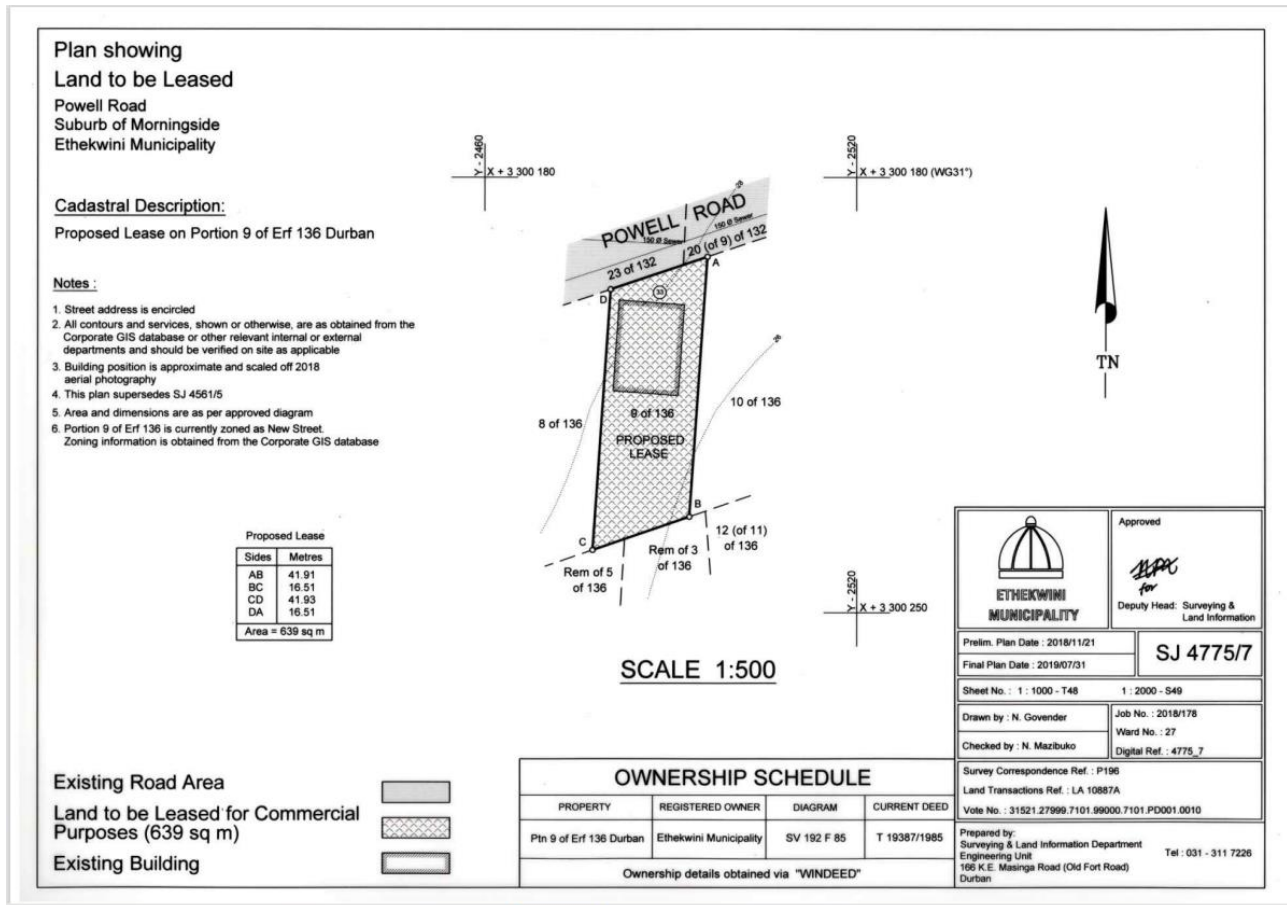 Plan showing
Land to be Leased
Powell Road
Suburb of Morningside
Ethekwini Municipality
Cadastral Description:
Proposed Lease on Portion 9 of Erf 136 Durban
Notes :
1. Street address is encircled
2. All contours and services, shown or otherwise, are as obtained from the
Corporate GIS database or other relevant internal or external
departments and should be verified on site as applicable
3. Building position is approximate and scaled off 2018
aerial photography
4. This plan supersedes SJ 4561/5
5. Area and dimensions are as per approved diagram
6. Portion 9 of Erf 136 is currently zoned as New Street.
Zoning information is obtained from the Corporate GIS database
Proposed Lease
Sides Metres
AB 41.91
BC 16.51
CD 41.93
DA 16.51
Area = 639 sq m
Y - 2460
X + 3 300 180
Y - 2520
X + 3 300 180 (WG31°)
POWELL ROAD
150 Ø Sewer
150 Ø Sewer
23 of 132
20 (of 9) of 132
A
D
33
8 of 136
9 of 136
10 of 136
PROPOSED
LEASE
B
C
12 (of 11)
of 136
Rem of 3
of 136
Rem of 5
of 136
Y - 2520
X + 3 300 250
TN
SCALE 1:500
ETHEKWINI
MUNICIPALITY
Approved
for
Deputy Head: Surveying &
Land Information
Prelim. Plan Date : 2018/11/21
Final Plan Date : 2019/07/31
SJ 4775/7
Sheet No. : 1 : 1000 - T48 1 : 2000 - S49
Drawn by : N. Govender
Checked by : N. Mazibuko
Job No. : 2018/178
Ward No. : 27
Digital Ref. : 4775_7
Survey Correspondence Ref. : P196
Land Transactions Ref. : LA 10887A
Vote No. : 31521.27999.7101.99000.7101.PD001.0010
Prepared by:
Surveying & Land Information Department
Engineering Unit
166 K.E. Masinga Road (Old Fort Road)
Durban
Tel : 031 - 311 7226
Existing Road Area
Land to be Leased for Commercial
Purposes (639 sq m)
Existing Building
OWNERSHIP SCHEDULE
PROPERTY REGISTERED OWNER DIAGRAM CURRENT DEED
Ptn 9 of Erf 136 Durban Ethekwini Municipality SV 192 F 85 T 19387/1985
Ownership details obtained via "WINDEED"